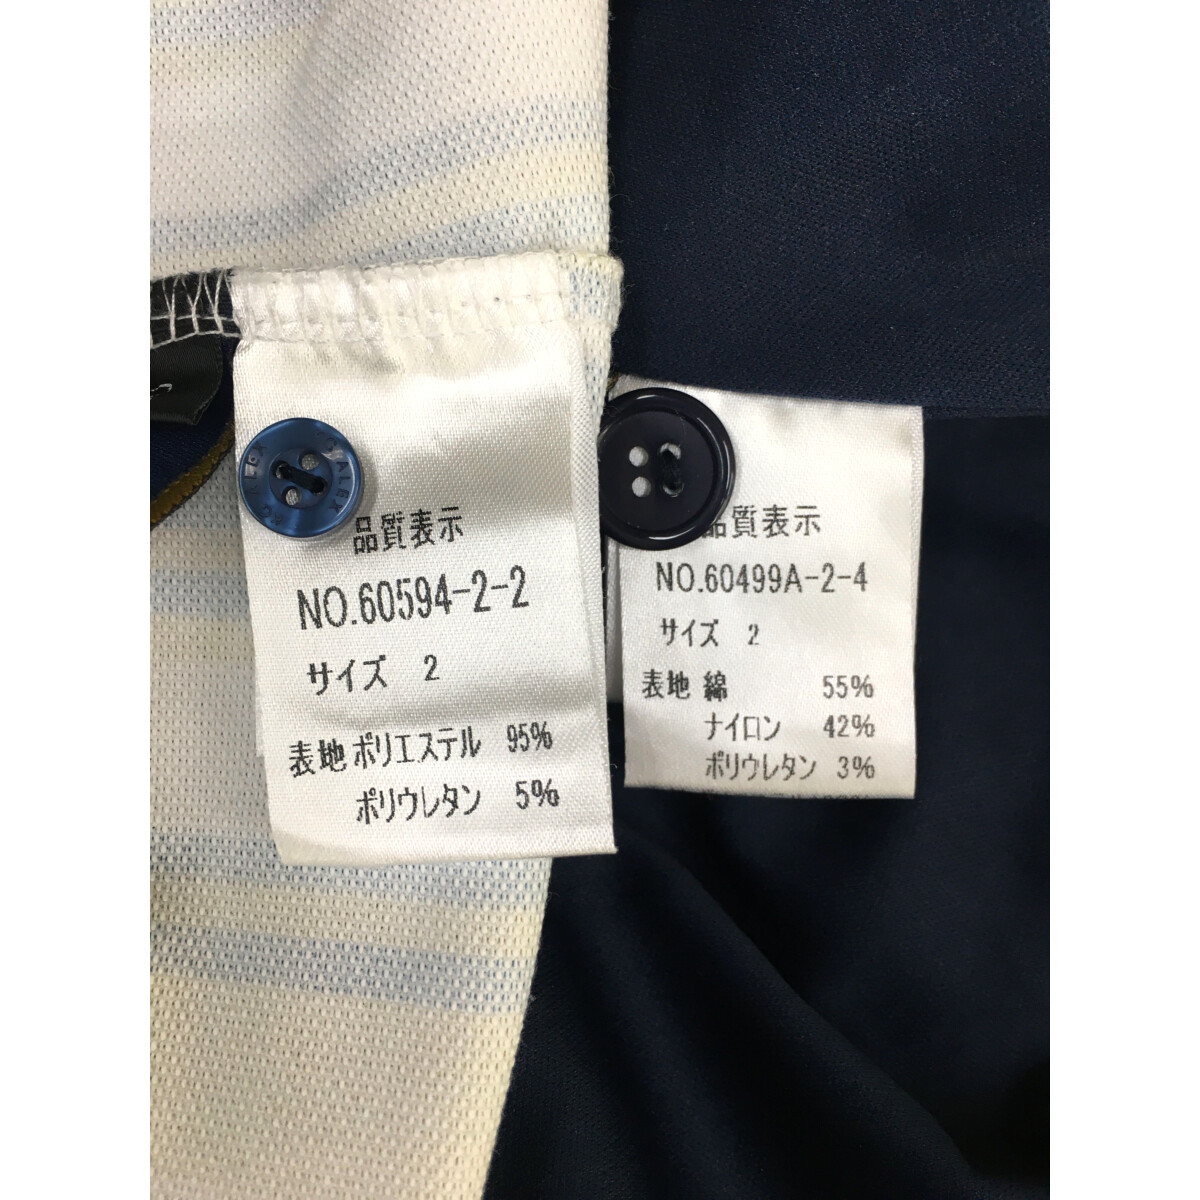 品質表示
NO.60594-2-2
サイズ 2
表地 ポリエステル 95%
ポリウレタン 5%
品質表示
NO.60499A-2-4
サイズ 2
表地 綿 55%
ナイロン 42%
ポリウレタン 3%